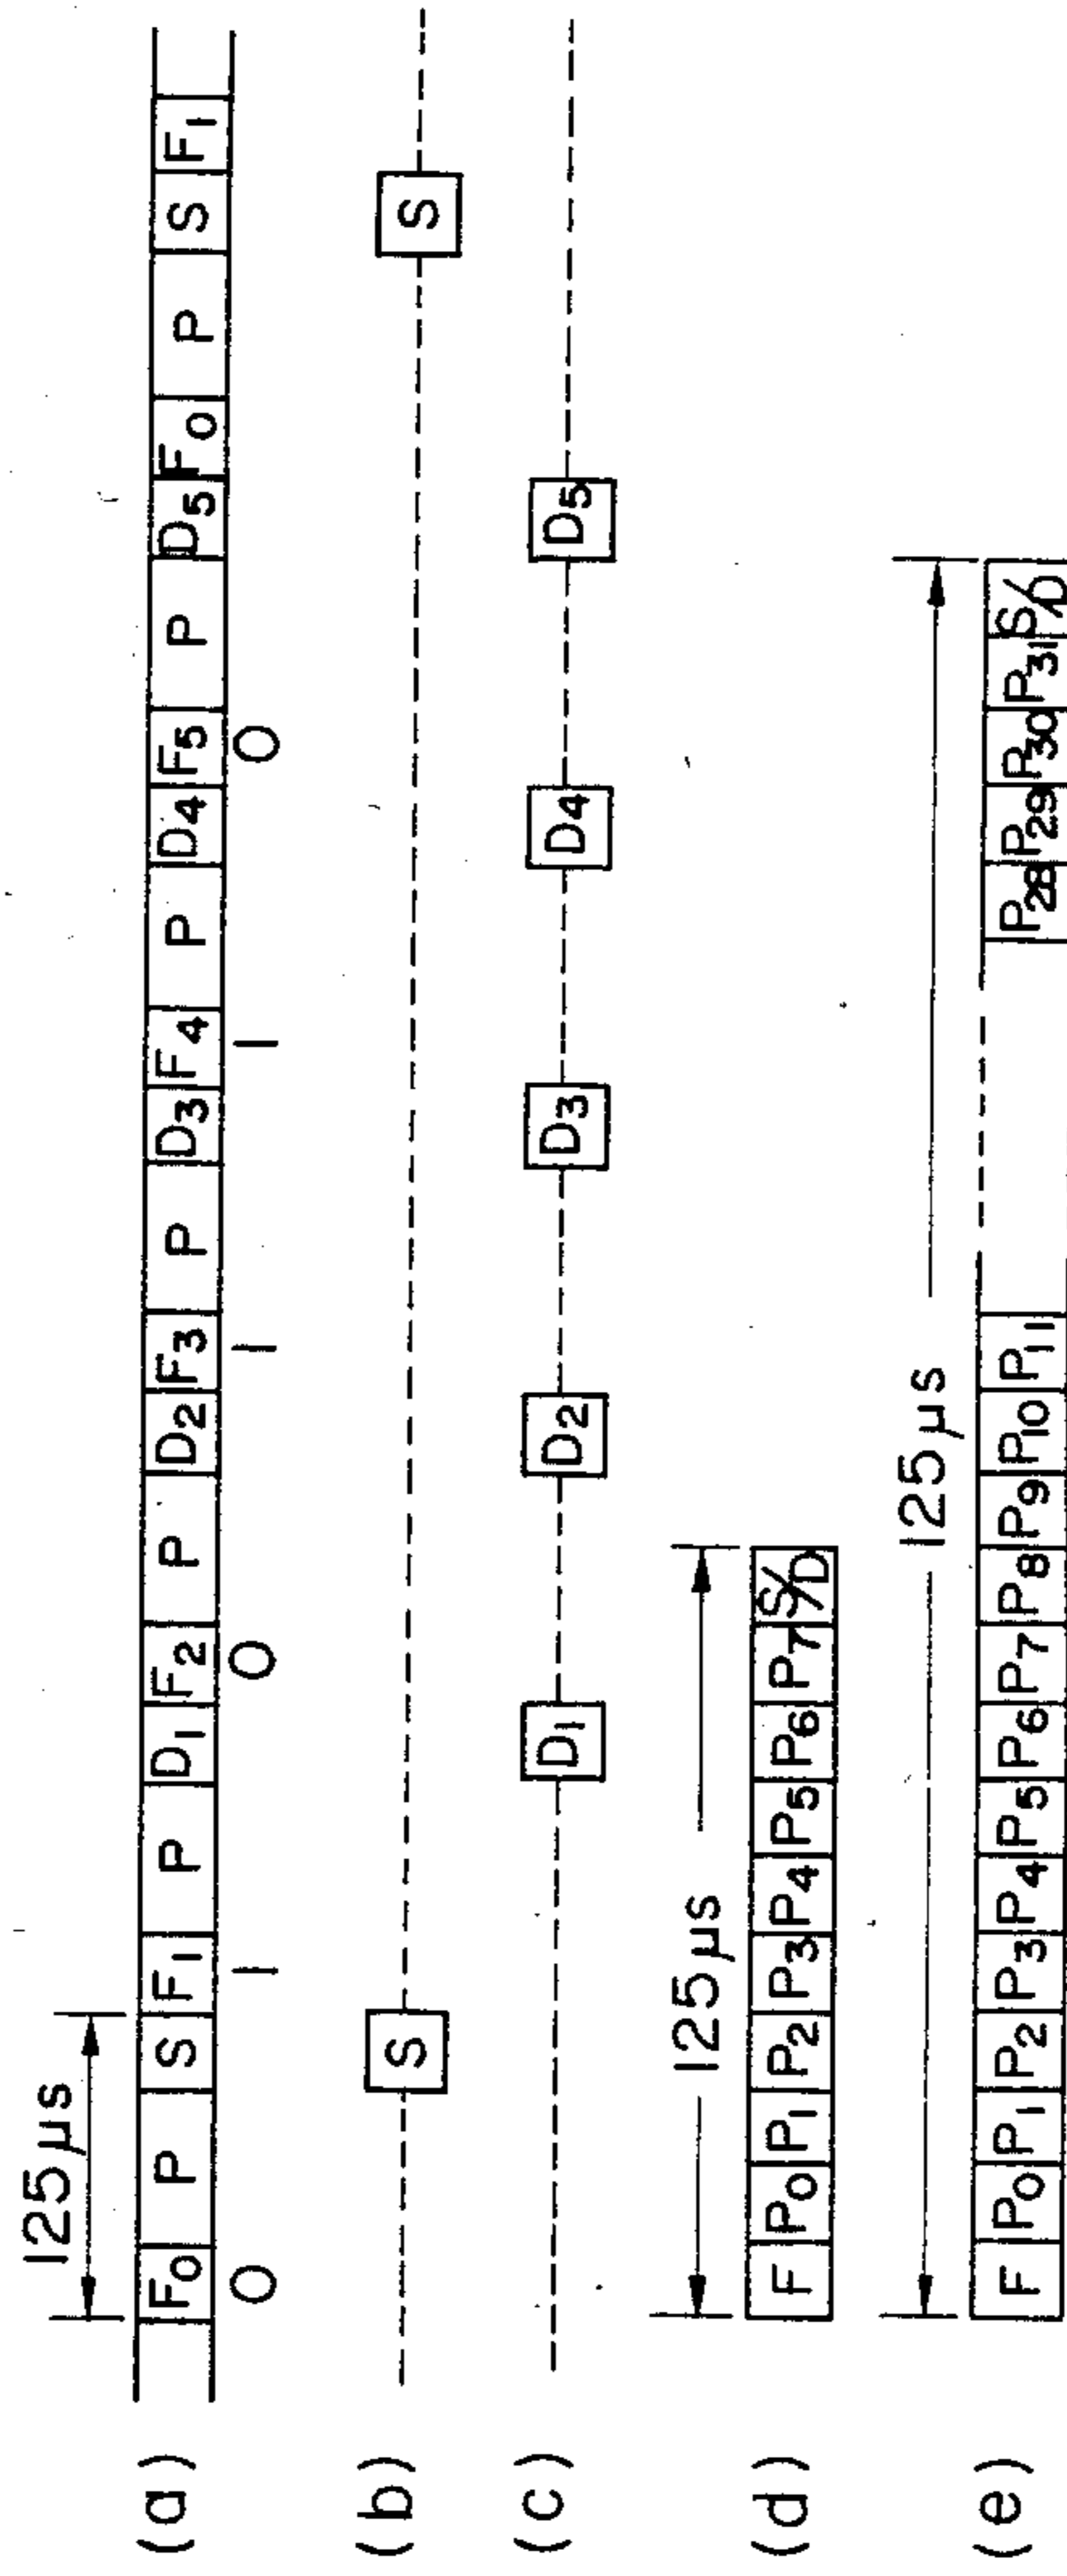 125μs
(a) F0 P S F1 P D1 F2 P D2 F3 P D3 F4 P D4 F5 P D5 F0 P S F1
0 1 0 1 1 0
(b) S S
(c) D1 D2 D3 D4 D5
125μs
(d) F P0 P1 P2 P3 P4 P5 P6 P7 S/D
125μs
(e) F P0 P1 P2 P3 P4 P5 P6 P7 P8 P9 P10 P11 P28 P29 P30 P31 S/D